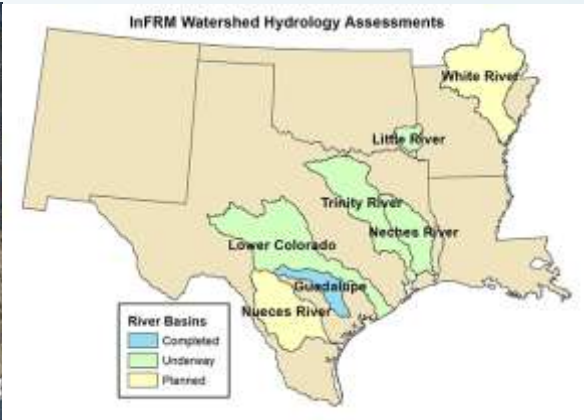 InFRM Watershed Hydrology Assessments
White River
Little River
Trinity River
Neches River
Lower Colorado
Guadalupe
Nueces River
River Basins
Completed
Underway
Planned